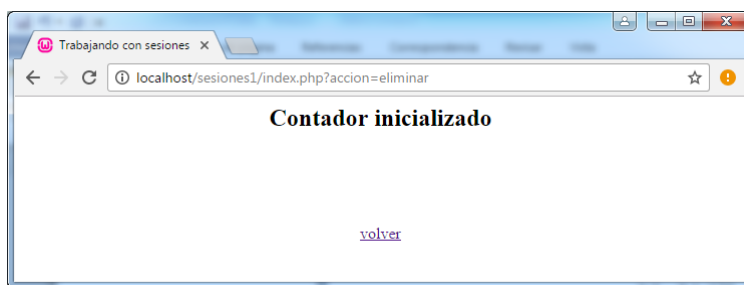 Trabajando con sesiones
localhost/sesiones1/index.php?accion=eliminar
Contador inicializado
volver